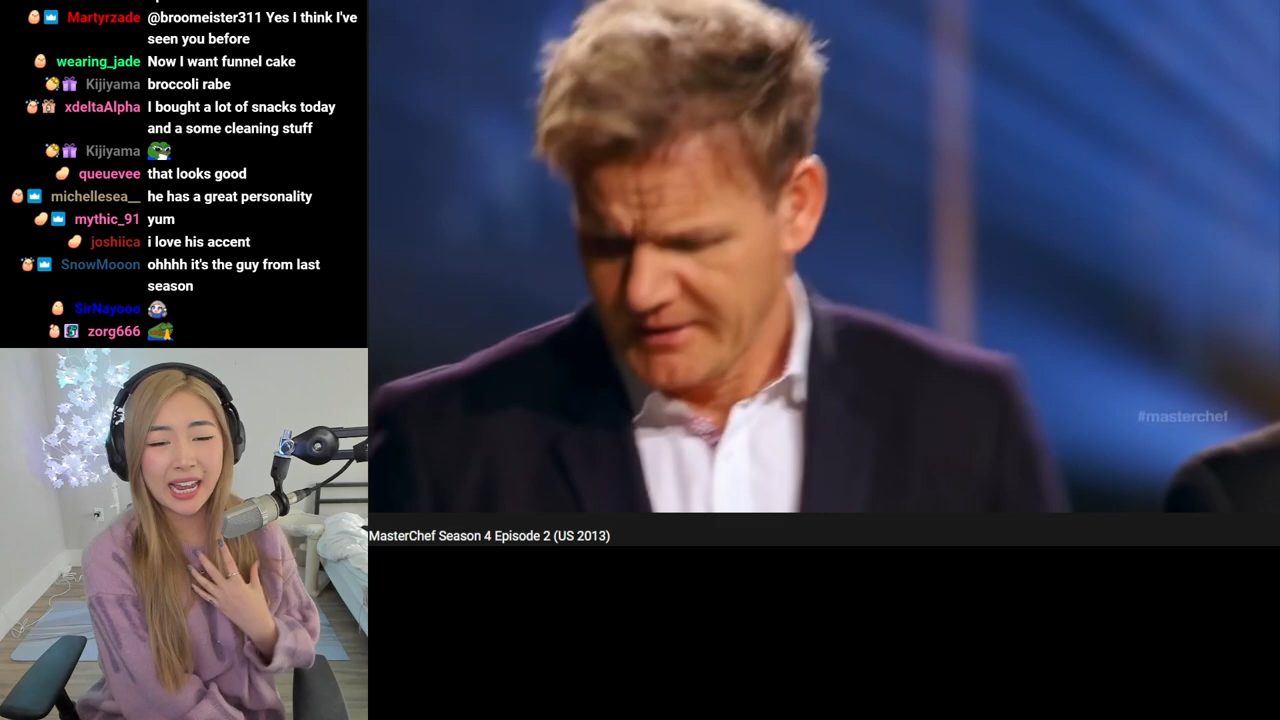 Martyrzade @broomeister311 Yes I think I've
seen you before
wearing_jade Now I want funnel cake
Kijiyama broccoli rabe
xdeltaAlpha I bought a lot of snacks today
and a some cleaning stuff
Kijiyama
queuevee that looks good
michellesea__ he has a great personality
mythic_91 yum
joshiica i love his accent
SnowMooon ohhhh it's the guy from last
season
SirNayooo
zorg666
#masterchef
MasterChef Season 4 Episode 2 (US 2013)